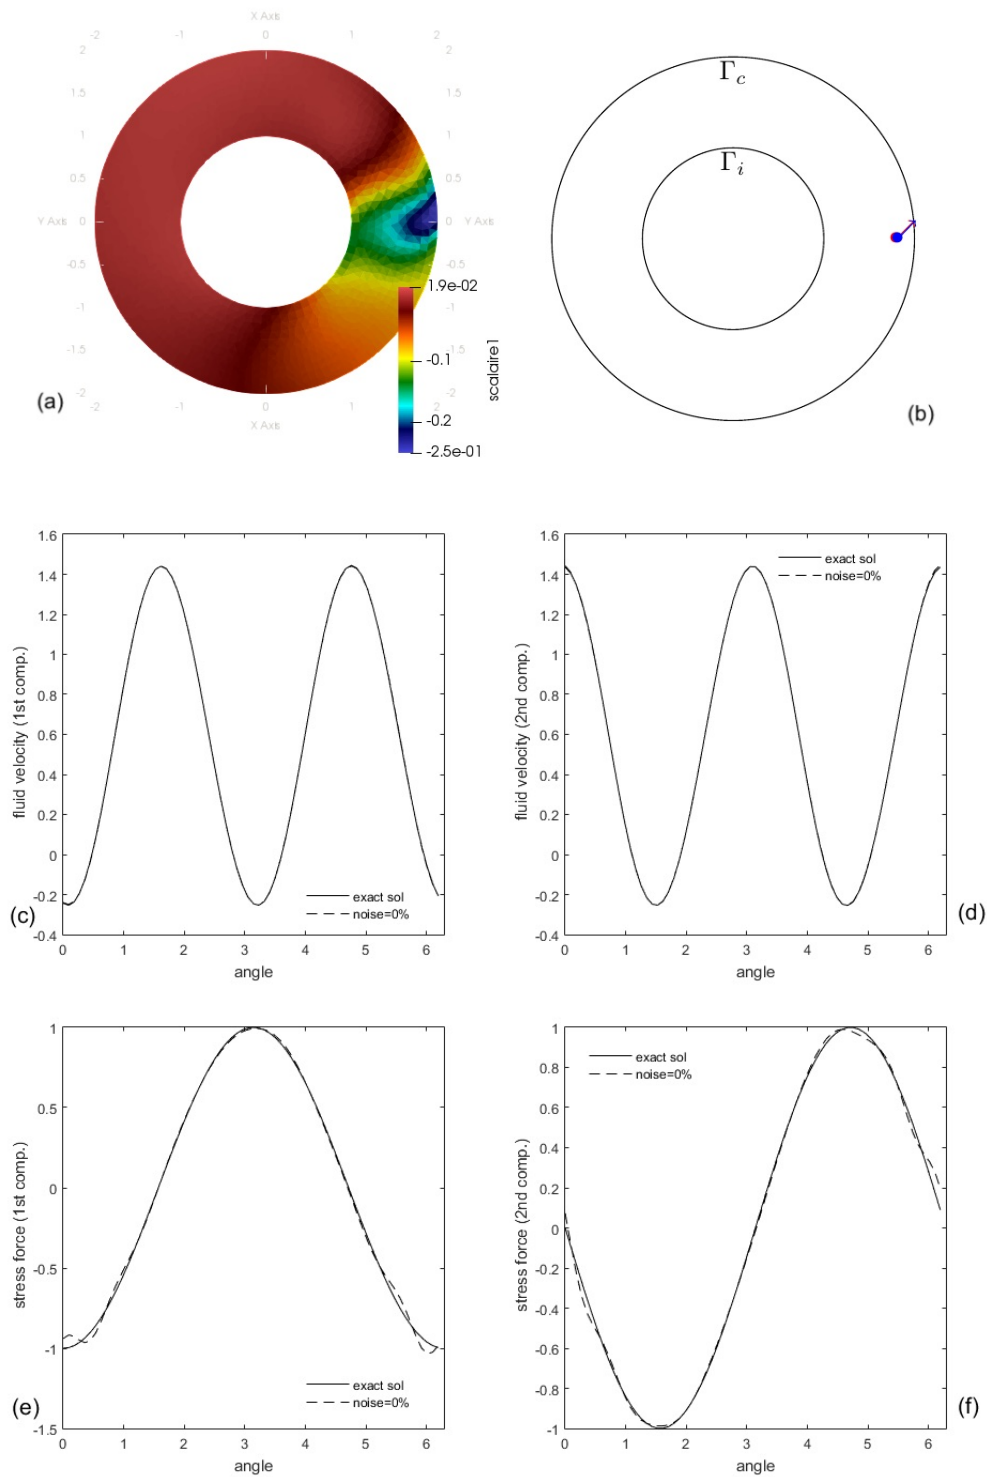 X Axis
-2 -1 0 1 2
2 2
1.5 1.5
1 1
0.5 0.5
Y Axis 0 0 Y Axis
-0.5 -0.5
-1 -1
-1.5 -1.5
-2 -2
-2 -1 0 1 2
X Axis
1.9e-02
-0.1
-0.2
-2.5e-01
scalaire1
(a)
Γc
Γi
(b)
1.6
1.4
1.2
1
0.8
0.6
0.4
0.2
0
-0.2
-0.4
fluid velocity (1st comp.)
exact sol
noise=0%
0 1 2 3 4 5 6
angle
(c)
1.6
1.4
1.2
1
0.8
0.6
0.4
0.2
0
-0.2
-0.4
fluid velocity (2nd comp.)
exact sol
noise=0%
0 1 2 3 4 5 6
angle
(d)
1
0.5
0
-0.5
-1
-1.5
stress force (1st comp.)
exact sol
noise=0%
0 1 2 3 4 5 6
angle
(e)
1
0.8
0.6
0.4
0.2
0
-0.2
-0.4
-0.6
-0.8
-1
stress force (2nd comp.)
exact sol
noise=0%
0 1 2 3 4 5 6
angle
(f)